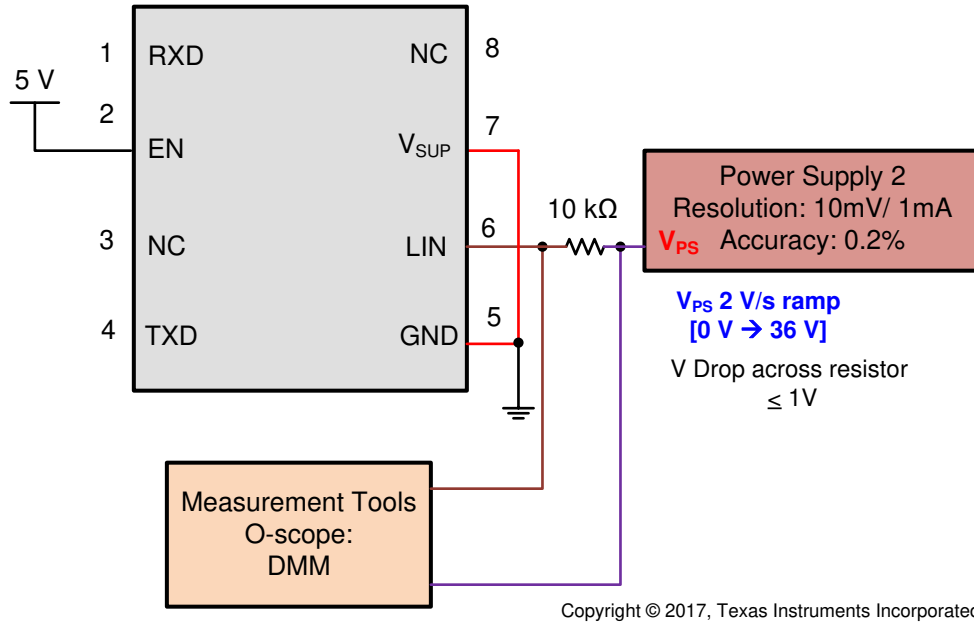 1
RXD
NC
8
5 V
2
EN
VSUP
7
3
NC
LIN
6
4
TXD
GND
5
10 kΩ
Power Supply 2
Resolution: 10mV/ 1mA
VPS Accuracy: 0.2%
VPS 2 V/s ramp
[0 V → 36 V]
V Drop across resistor
≤ 1V
Measurement Tools
O-scope:
DMM
Copyright © 2017, Texas Instruments Incorporated